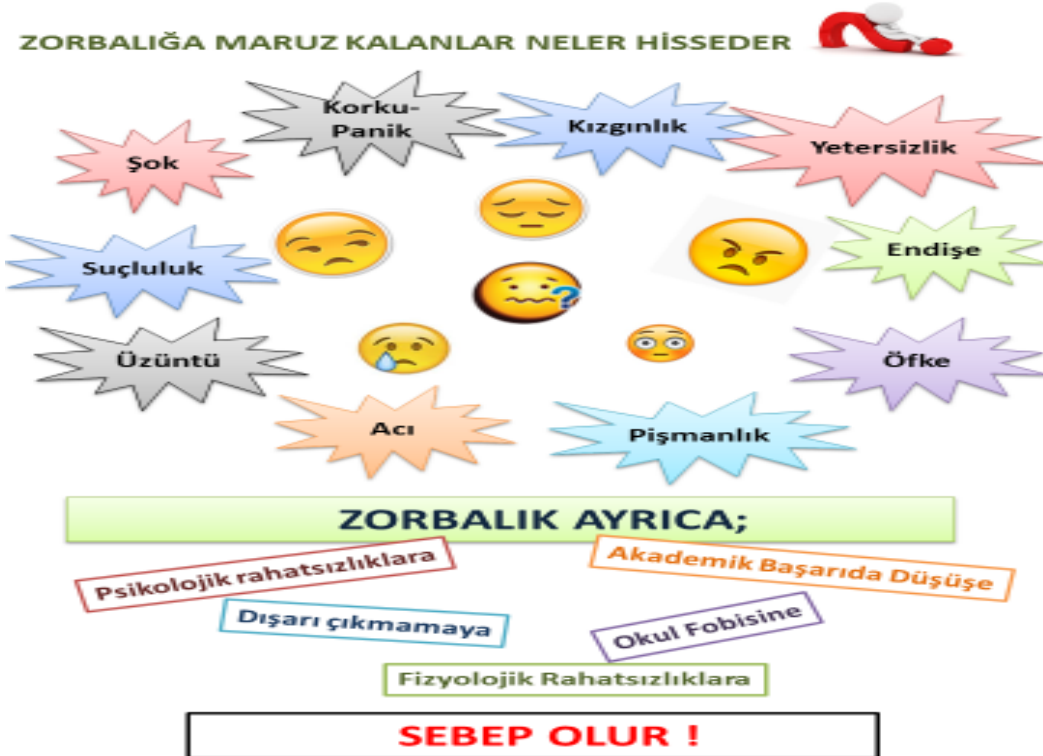 ZORBALIĞA MARUZ KALANLAR NELER HİSSEDER
Korku-
Panik
Kızgınlık
Yetersizlik
Şok
Suçluluk
Endişe
Üzüntü
Öfke
Acı
Pişmanlık
ZORBALIK AYRICA;
Psikolojik rahatsızlıklara
Akademik Başarıda Düşüşe
Dışarı çıkmamaya
Okul Fobisine
Fizyolojik Rahatsızlıklara
SEBEP OLUR !